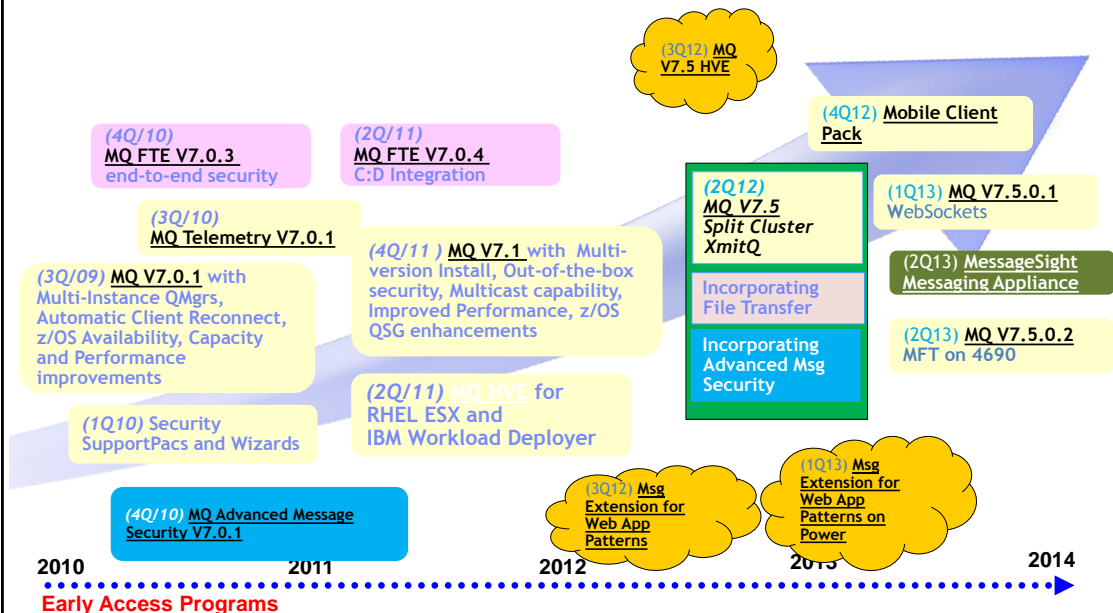 (3Q12) MQ
V7.5 HVE
(4Q12) Mobile Client
Pack
(4Q/10)
MQ FTE V7.0.3
end-to-end security
(2Q/11)
MQ FTE V7.0.4
C:D Integration
(2Q12)
MQ V7.5
Split Cluster
XmitQ
Incorporating
File Transfer
Incorporating
Advanced Msg
Security
(1Q13) MQ V7.5.0.1
WebSockets
(3Q/10)
MQ Telemetry V7.0.1
(4Q/11 ) MQ V7.1 with Multi-
version Install, Out-of-the-box
security, Multicast capability,
Improved Performance, z/OS
QSG enhancements
(2Q13) MessageSight
Messaging Appliance
(3Q/09) MQ V7.0.1 with
Multi-Instance QMgrs,
Automatic Client Reconnect,
z/OS Availability, Capacity
and Performance
improvements
(2Q13) MQ V7.5.0.2
MFT on 4690
(2Q/11) MQ HVE for
RHEL ESX and
IBM Workload Deployer
(1Q10) Security
SupportPacs and Wizards
(4Q/10) MQ Advanced Message
Security V7.0.1
(3Q12) Msg
Extension for
Web App
Patterns
(1Q13) Msg
Extension for
Web App
Patterns on
Power
2010 2011 2012 2013 2014
Early Access Programs